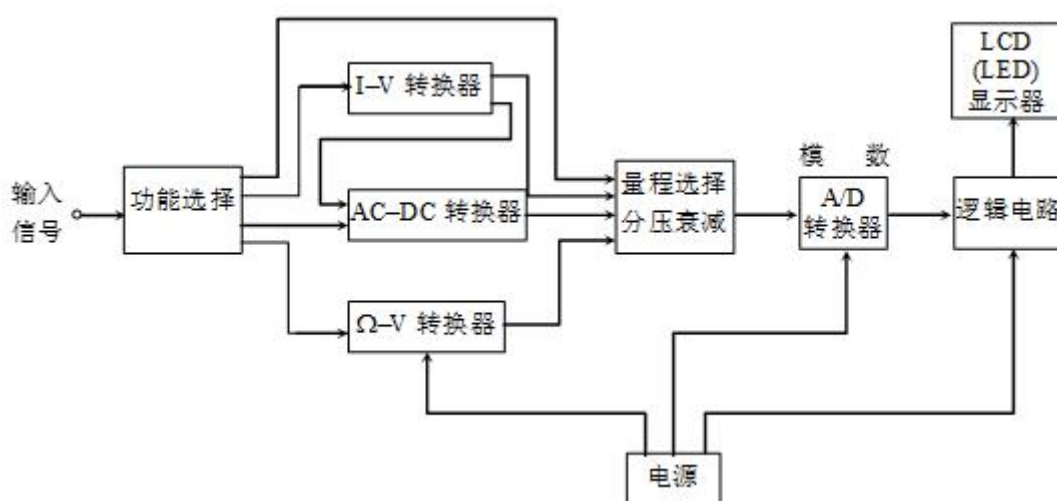 输入
信号
功能选择
I–V 转换器
AC–DC 转换器
Ω–V 转换器
量程选择
分压衰减
模 数
A/D
转换器
逻辑电路
LCD
(LED)
显示器
电源